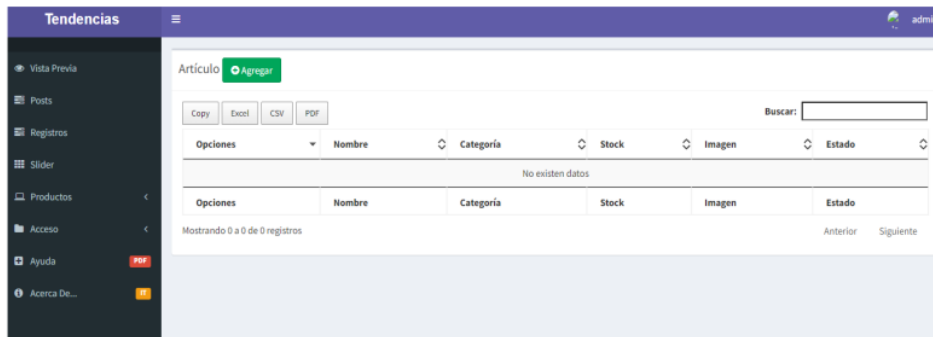 Tendencias
admi
Vista Previa
Posts
Registros
Slider
Productos
Acceso
Ayuda PDF
Acerca De... IT
Artículo Agregar
Copy Excel CSV PDF
Buscar:
Opciones Nombre Categoría Stock Imagen Estado
No existen datos
Opciones Nombre Categoría Stock Imagen Estado
Mostrando 0 a 0 de 0 registros
Anterior Siguiente